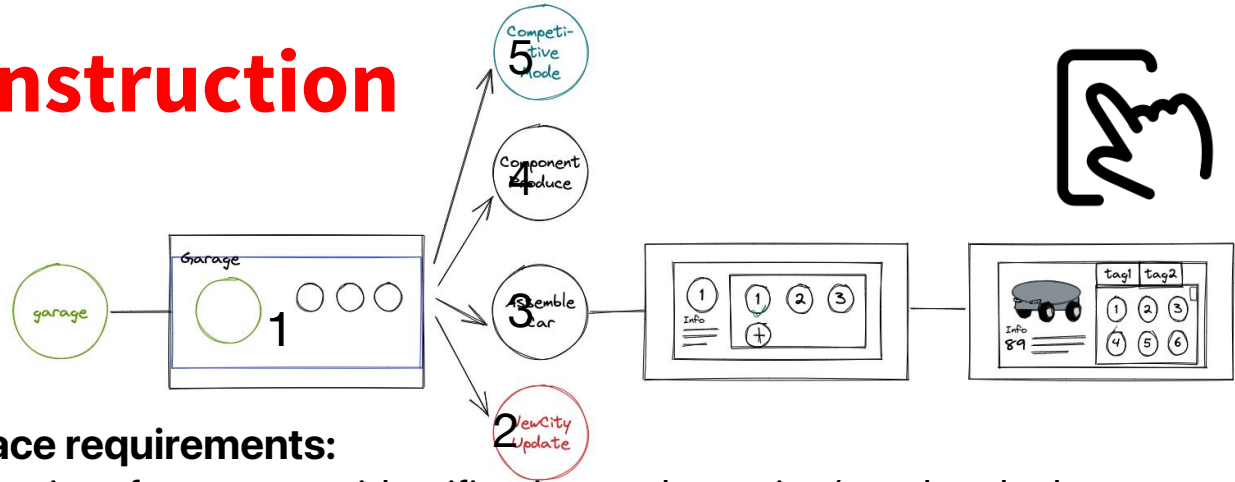 nstruction
Competi-
tive
Mode
5
Component
Produce
4
garage
Garage
1
Assemble
Car
3
1
Info
1 2 3
+
tag1 tag2
1 2 3
4 5 6
Info
89
NewCity
Update
2
ace requirements: